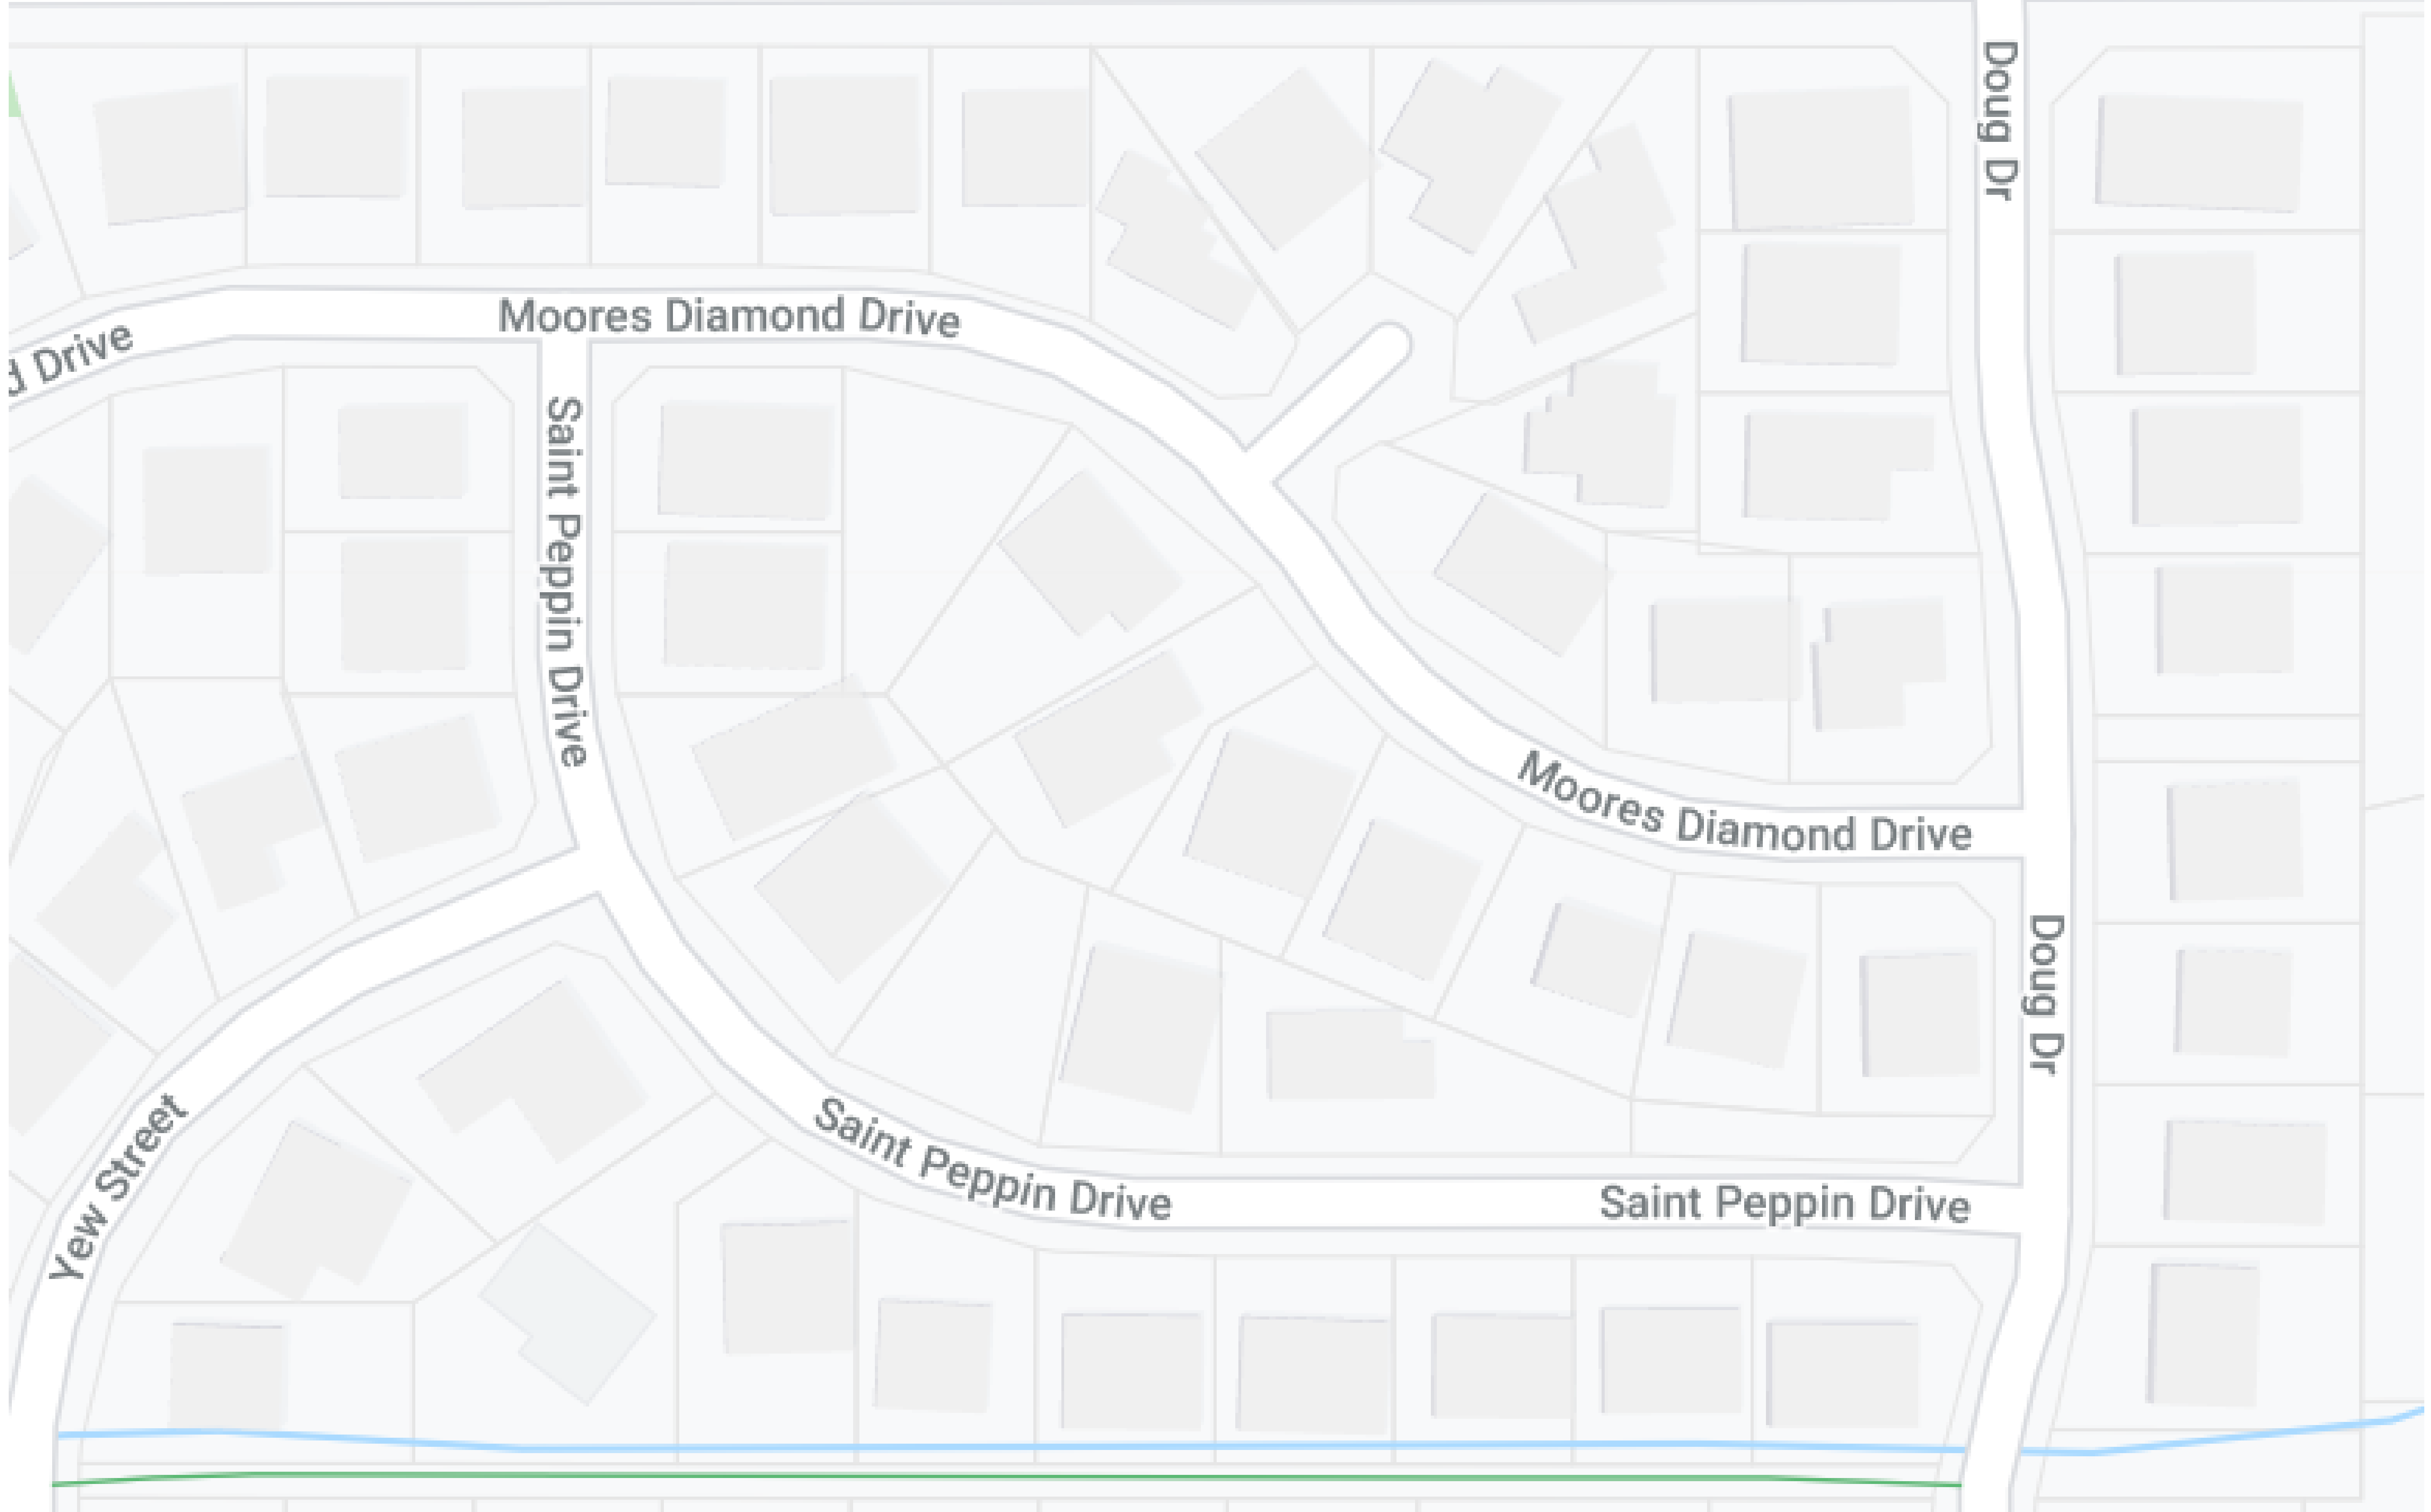 Doug Dr
Moores Diamond Drive
d Drive
Saint Peppin Drive
Moores Diamond Drive
Doug Dr
Yew Street
Saint Peppin Drive
Saint Peppin Drive